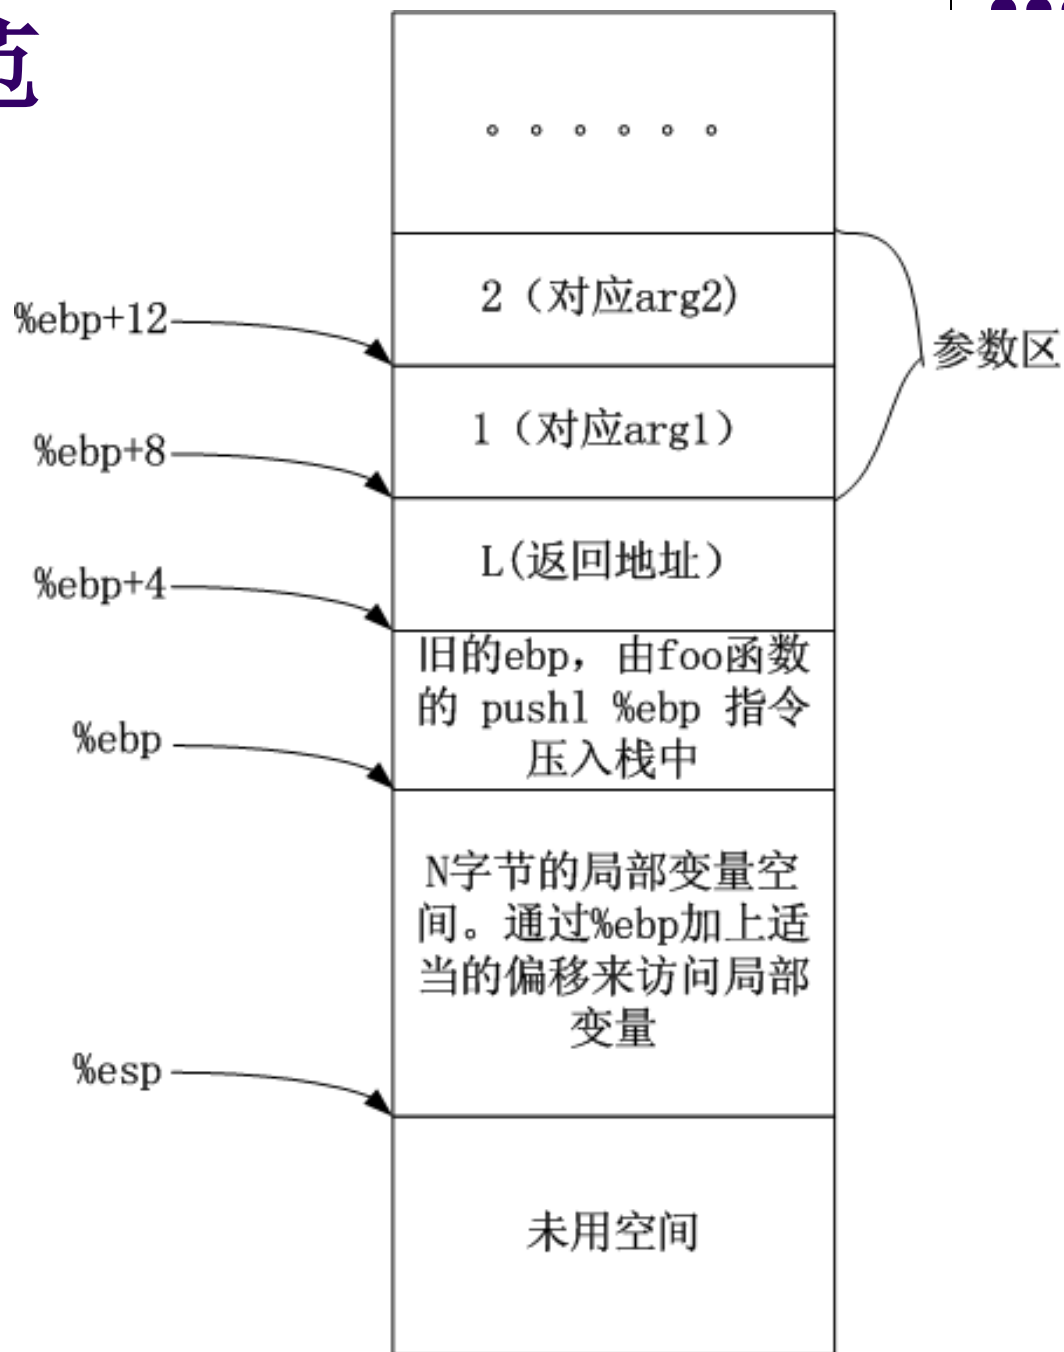 。。。。。。
2（对应arg2)
%ebp+12
参数区
1（对应arg1）
%ebp+8
L(返回地址）
%ebp+4
旧的ebp，由foo函数
的 pushl %ebp 指令
压入栈中
%ebp
N字节的局部变量空
间。通过%ebp加上适
当的偏移来访问局部
变量
%esp
未用空间